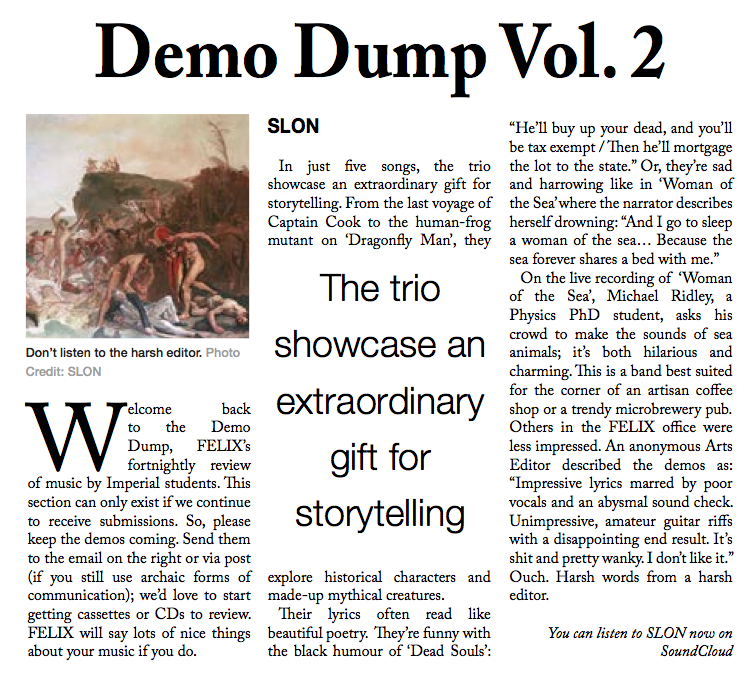 Demo Dump Vol. 2
Don't listen to the harsh editor. Photo
Credit: SLON
Welcome back
to the Demo
Dump, FELIX's
fortnightly review
of music by Imperial students. This
section can only exist if we continue
to receive submissions. So, please
keep the demos coming. Send them
to the email on the right or via post
(if you still use archaic forms of
communication); we'd love to start
getting cassettes or CDs to review.
FELIX will say lots of nice things
about your music if you do.
SLON
In just five songs, the trio
showcase an extraordinary gift for
storytelling. From the last voyage of
Captain Cook to the human-frog
mutant on ‘Dragonfly Man’, they
The trio
showcase an
extraordinary
gift for
storytelling
explore historical characters and
made-up mythical creatures.
Their lyrics often read like
beautiful poetry. They're funny with
the black humour of ‘Dead Souls’:
“He'll buy up your dead, and you'll
be tax exempt / Then he'll mortgage
the lot to the state.” Or, they're sad
and harrowing like in ‘Woman of
the Sea’ where the narrator describes
herself drowning: “And I go to sleep
a woman of the sea… Because the
sea forever shares a bed with me.”
On the live recording of ‘Woman
of the Sea’, Michael Ridley, a
Physics PhD student, asks his
crowd to make the sounds of sea
animals; it's both hilarious and
charming. This is a band best suited
for the corner of an artisan coffee
shop or a trendy microbrewery pub.
Others in the FELIX office were
less impressed. An anonymous Arts
Editor described the demos as:
“Impressive lyrics marred by poor
vocals and an abysmal sound check.
Unimpressive, amateur guitar riffs
with a disappointing end result. It's
shit and pretty wanky. I don't like it.”
Ouch. Harsh words from a harsh
editor.
You can listen to SLON now on
SoundCloud